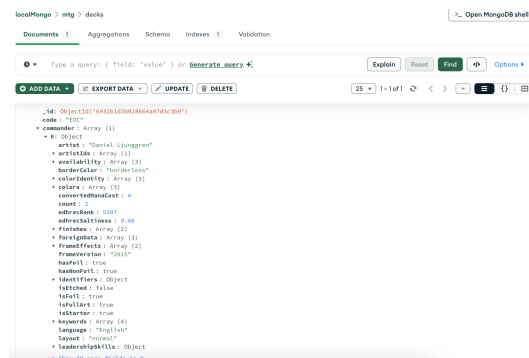 localMongo > mtg > decks
>_ Open MongoDB shell
Documents 1 Aggregations Schema Indexes 1 Validation
Type a query: { field: 'value' } or Generate query
Explain Reset Find </> Options
ADD DATA EXPORT DATA UPDATE DELETE
25 1-1 of 1 {}
_id: ObjectId("6932b1d3b928664a97d3c3b9")
code : "EOC"
commander : Array (1)
0: Object
artist : "Daniel Ljunggren"
artistIds : Array (1)
availability : Array (3)
borderColor : "borderless"
colorIdentity : Array (3)
colors : Array (3)
convertedManaCost : 4
count : 1
edhrecRank : 5397
edhrecSaltiness : 0.46
finishes : Array (2)
foreignData : Array (3)
frameEffects : Array (2)
frameVersion : "2015"
hasFoil : true
hasNonFoil : true
identifiers : Object
isEtched : false
isFoil : true
isFullArt : true
isStarter : true
keywords : Array (4)
language : "English"
layout : "normal"
leadershipSkills : Object